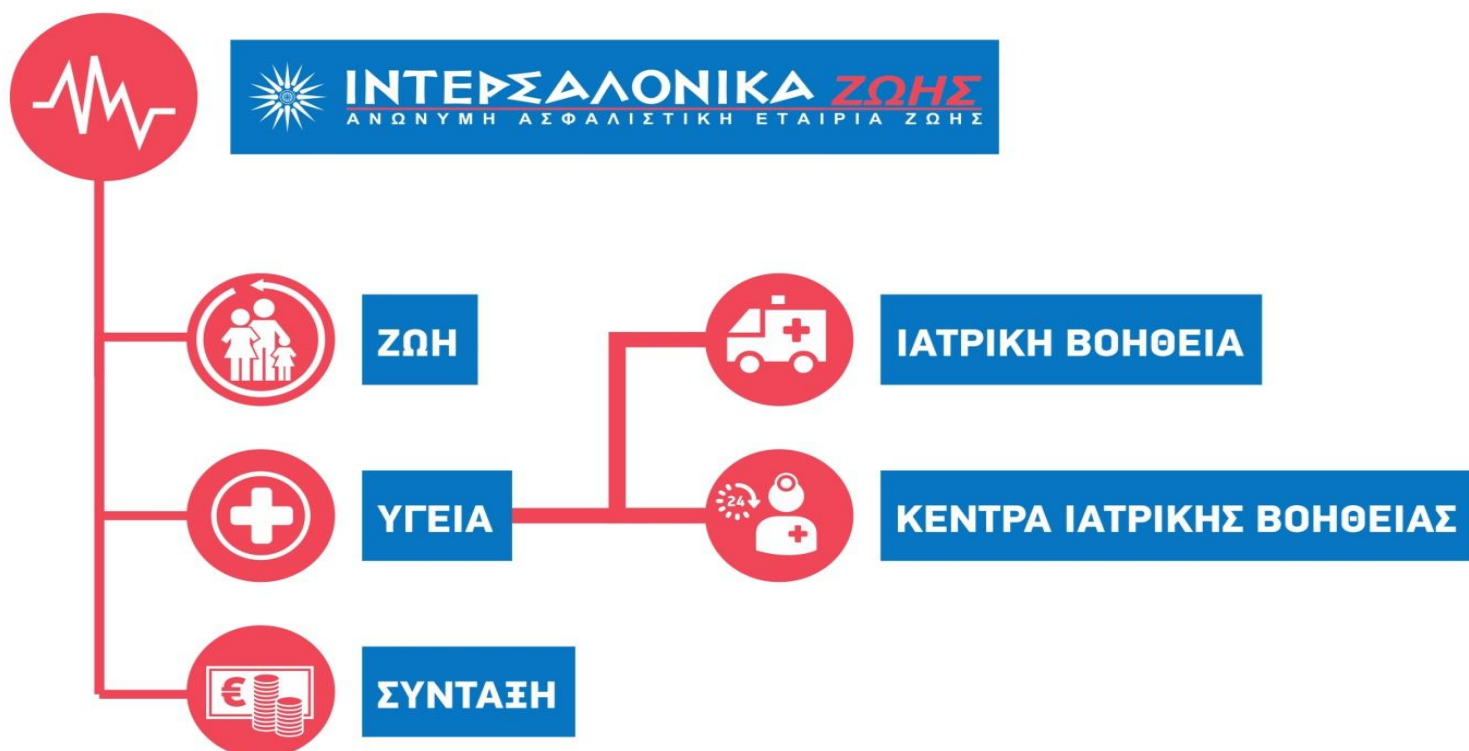 ΙΝΤΕΡΣΑΛΟΝΙΚΑ ΖΩΗΣ
ΑΝΩΝΥΜΗ ΑΣΦΑΛΙΣΤΙΚΗ ΕΤΑΙΡΙΑ ΖΩΗΣ
ΖΩΗ
ΙΑΤΡΙΚΗ ΒΟΗΘΕΙΑ
ΥΓΕΙΑ
24
ΚΕΝΤΡΑ ΙΑΤΡΙΚΗΣ ΒΟΗΘΕΙΑΣ
€
ΣΥΝΤΑΞΗ